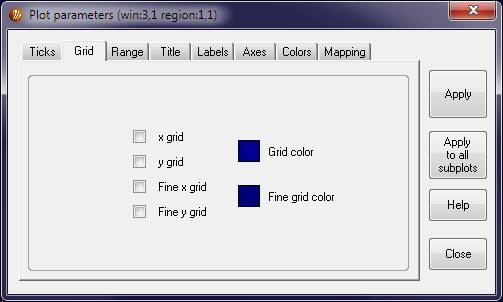 Plot parameters (win:3,1 region:1,1)
Ticks Grid Range Title Labels Axes Colors Mapping
x grid
y grid
Fine x grid
Fine y grid
Grid color
Fine grid color
Apply
Apply
to all
subplots
Help
Close